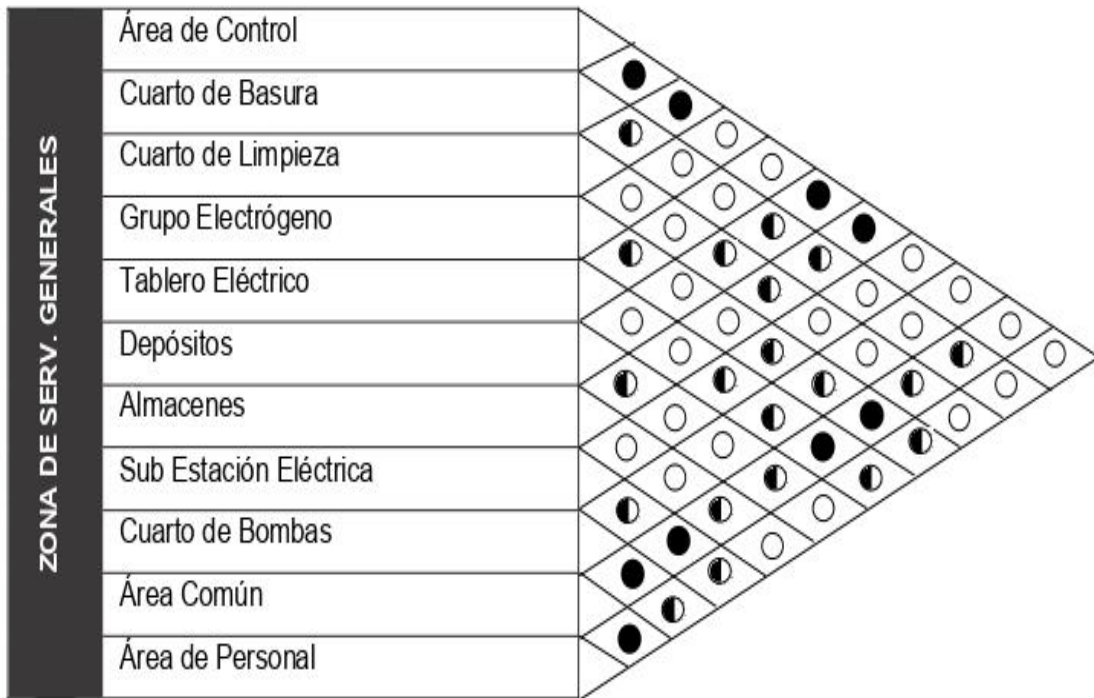 ZONA DE SERV. GENERALES
Área de Control
Cuarto de Basura
Cuarto de Limpieza
Grupo Electrógeno
Tablero Eléctrico
Depósitos
Almacenes
Sub Estación Eléctrica
Cuarto de Bombas
Área Común
Área de Personal